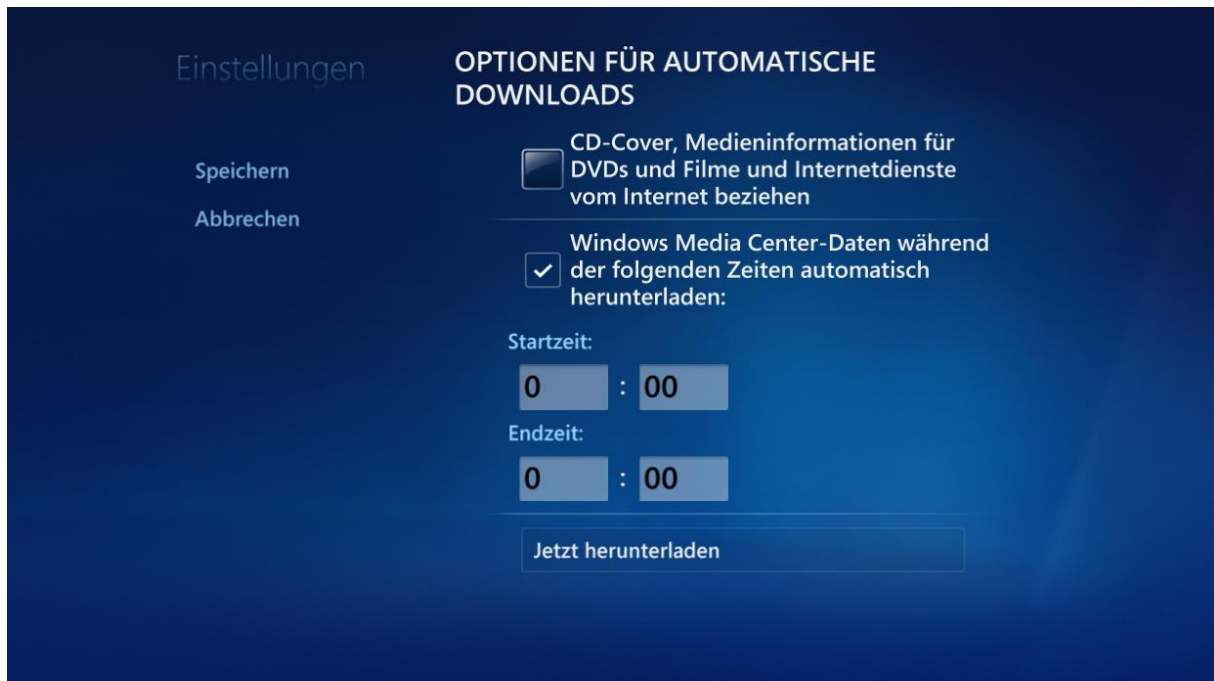 Einstellungen
OPTIONEN FÜR AUTOMATISCHE
DOWNLOADS
Speichern
Abbrechen
CD-Cover, Medieninformationen für
DVDs und Filme und Internetdienste
vom Internet beziehen
Windows Media Center-Daten während
der folgenden Zeiten automatisch
herunterladen:
Startzeit:
0 : 00
Endzeit:
0 : 00
Jetzt herunterladen